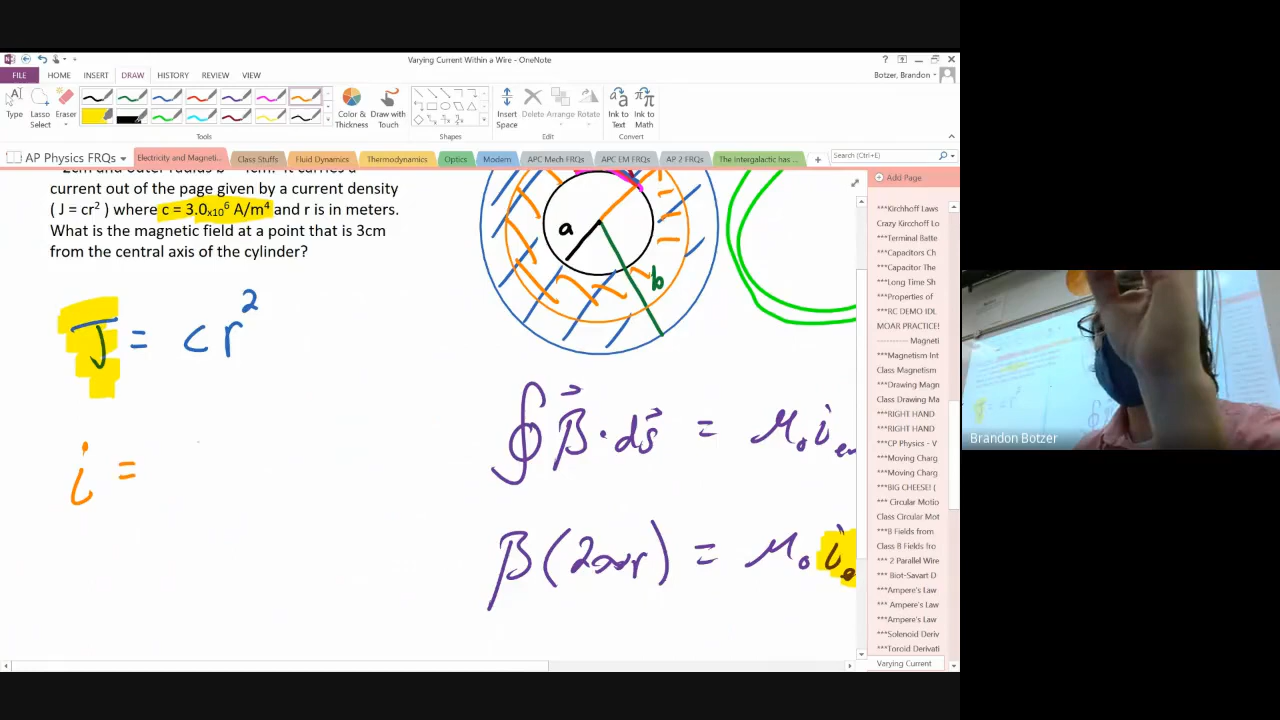 Varying Current Within a Wire - OneNote
FILE HOME INSERT DRAW HISTORY REVIEW VIEW
Botzer, Brandon
Type Lasso Select Eraser
Color & Thickness Draw with Touch
Insert Space Delete Arrange Rotate
Ink to Text Ink to Math
Tools Shapes Edit Convert
AP Physics FRQs Electricity and Magneti... Class Stuffs Fluid Dynamics Thermodynamics Optics Modern APC Mech FRQs APC EM FRQs AP 2 FRQs The Intergalactic has ...
Search (Ctrl+E)
Add Page
current out of the page given by a current density
( J = cr² ) where c = 3.0x10⁶ A/m⁴ and r is in meters.
What is the magnetic field at a point that is 3cm
from the central axis of the cylinder?
a
b
J = cr²
i =
∮ B⃗ · ds⃗ = μ₀ i
B(2πr) = μ₀ i
***Kirchhoff Laws
Crazy Kircchoff Lo
***Terminal Batte
***Capacitors Ch
***Capacitor The
***Long Time Sh
***Properties of
***RC DEMO IDL
MOAR PRACTICE!
----------- Magneti
***Magnetism Int
Class Magnetism
***Drawing Magn
Class Drawing Ma
***RIGHT HAND
***RIGHT HAND
***CP Physics - V
***Moving Charg
***Moving Charg
***BIG CHEESE! (
*** Circular Motio
Class Circular Mot
***B Fields from
Class B Fields fro
*** 2 Parallel Wire
*** Biot-Savart D
***Ampere's Law
*** Ampere's Law
***Ampere's Law
***Solenoid Deriv
***Toroid Derivati
Varying Current
Brandon Botzer